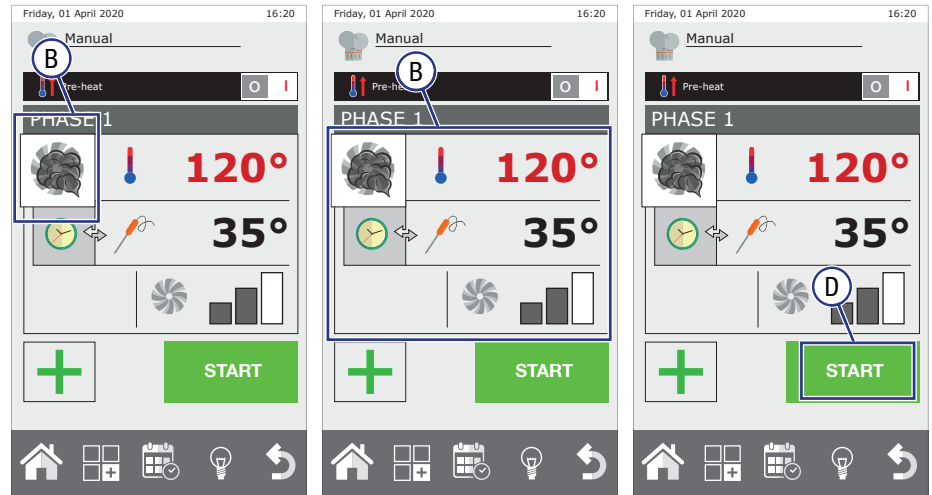 Friday, 01 April 2020 16:20
Manual
B
Pre-heat O I
PHASE 1
120°
35°
START
Friday, 01 April 2020 16:20
Manual
B
Pre-he O I
PHASE 1
120°
35°
START
Friday, 01 April 2020 16:20
Manual
Pre-heat O I
PHASE 1
120°
35°
D
START